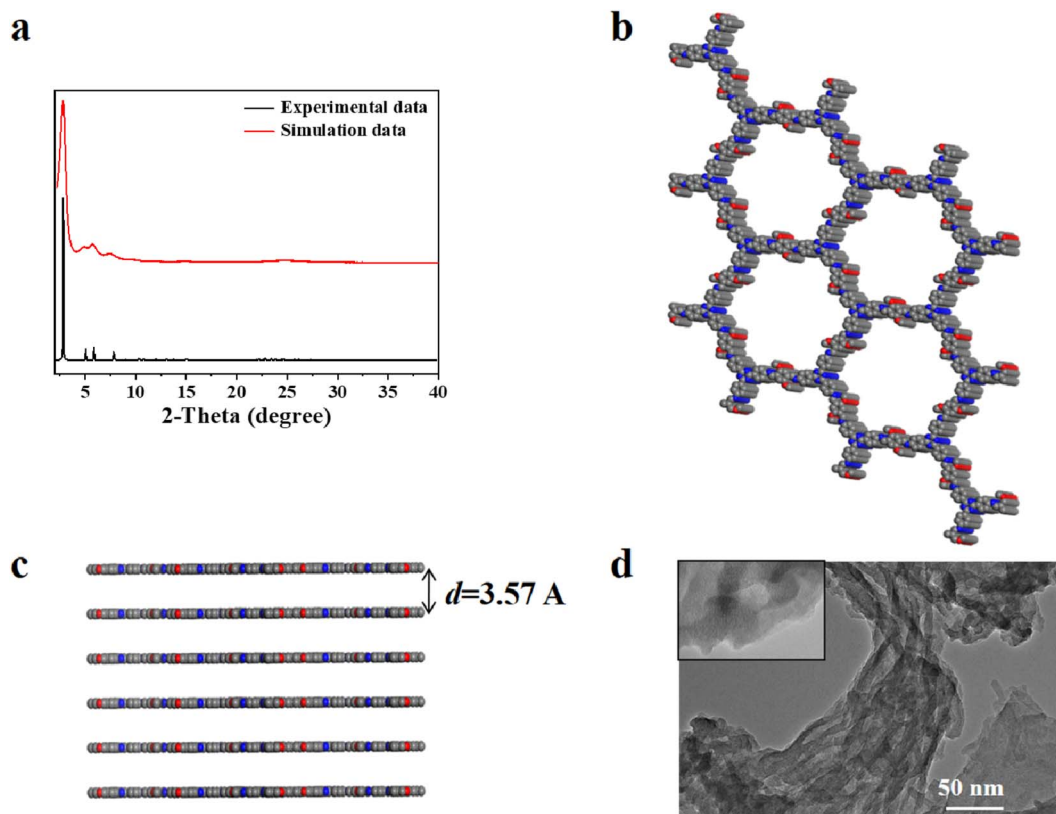 a
b
Experimental data
Simulation data
5 10 15 20 25 30 35 40
2-Theta (degree)
c
d=3.57 A
d
50 nm